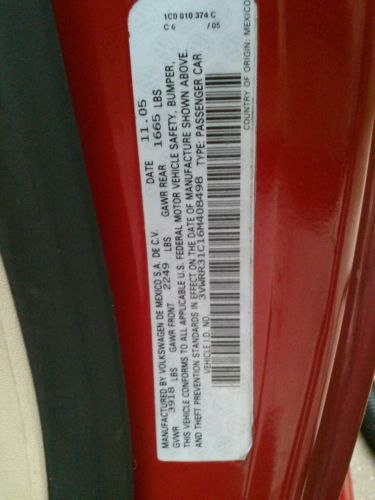 1C0 010 374 C
C 6 / 05
MANUFACTURED BY VOLKSWAGEN DE MEXICO S.A. DE C.V. DATE 11.05
GVWR 3918 LBS GAWR FRONT 2249 LBS GAWR REAR 1665 LBS
THIS CONFORMS TO ALL APPLICABLE U.S. FEDERAL MOTOR VEHICLE SAFETY, BUMPER,
AND THEFT PREVENTION STANDARDS IN EFFECT ON THE DATE OF MANUFACTURE SHOWN ABOVE.
VEHICLE I.D. NO. 3VWRR31C16M408498 TYPE: PASSENGER CAR
COUNTRY OF ORIGIN: MEXICO